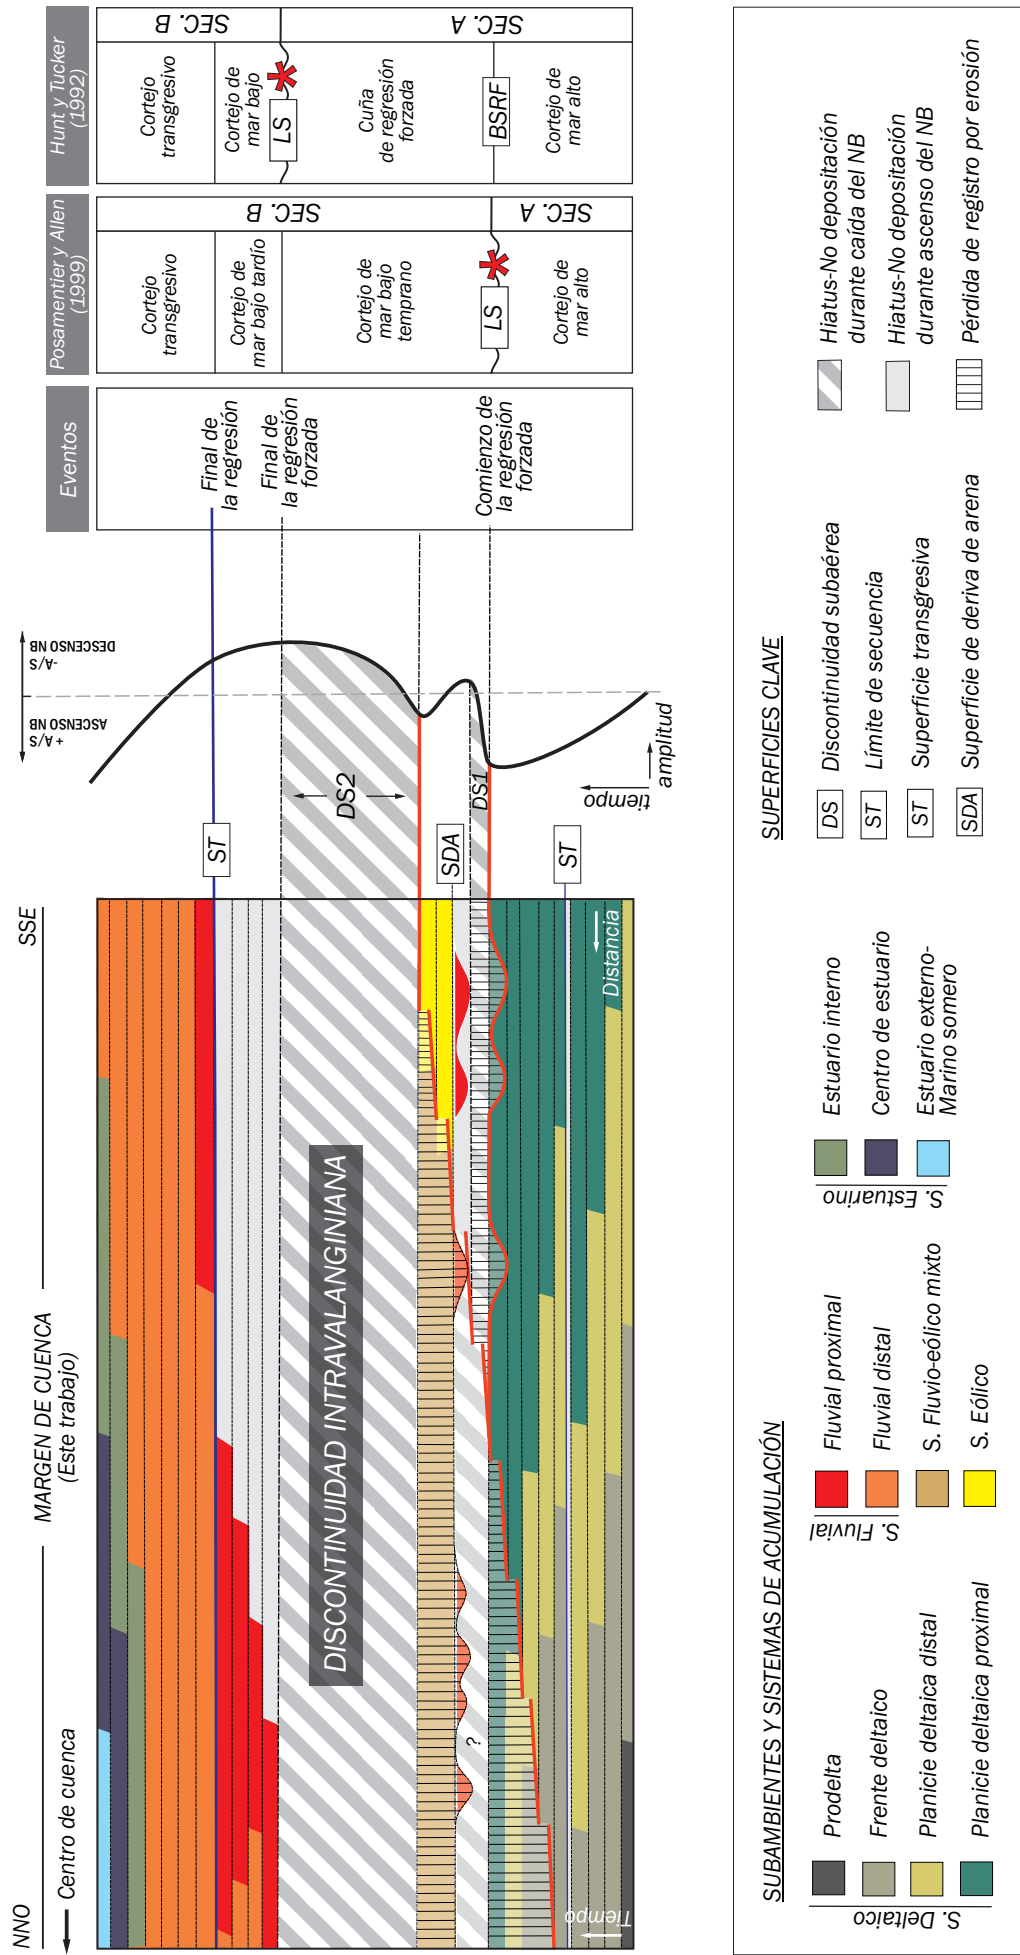 NNO
MARGEN DE CUENCA
(Este trabajo)
SSE
Centro de cuenca
+ A/S
ASCENSO NB
-A/S
DESCENSO NB
Eventos
Posamentier y Allen
(1999)
Hunt y Tucker
(1992)
ST
DISCONTINUIDAD INTRAVALANGINIANA
DS2
SDA
DS1
ST
?
Tiempo
Distancia
tiempo
amplitud
Final de
la regresión
Final de
la regresión
forzada
Comienzo de
la regresión
forzada
Cortejo
transgresivo
Cortejo de
mar bajo tardío
Cortejo de
mar bajo
temprano
LS
Cortejo de
mar alto
SEC. B
SEC. A
Cortejo
transgresivo
Cortejo de
mar bajo
LS
Cuña
de regresión
forzada
BSRF
Cortejo de
mar alto
SEC. B
SEC. A
SUBAMBIENTES Y SISTEMAS DE ACUMULACIÓN
S. Deltaico
Prodelta
Frente deltaico
Planicie deltaica distal
Planicie deltaica proximal
S. Fluvial
Fluvial proximal
Fluvial distal
S. Fluvio-eólico mixto
S. Eólico
S. Estuarino
Estuario interno
Centro de estuario
Estuario externo-
Marino somero
SUPERFICIES CLAVE
DS Discontinuidad subaérea
ST Límite de secuencia
ST Superficie transgresiva
SDA Superficie de deriva de arena
Hiatus-No depositación
durante caída del NB
Hiatus-No depositación
durante ascenso del NB
Pérdida de registro por erosión